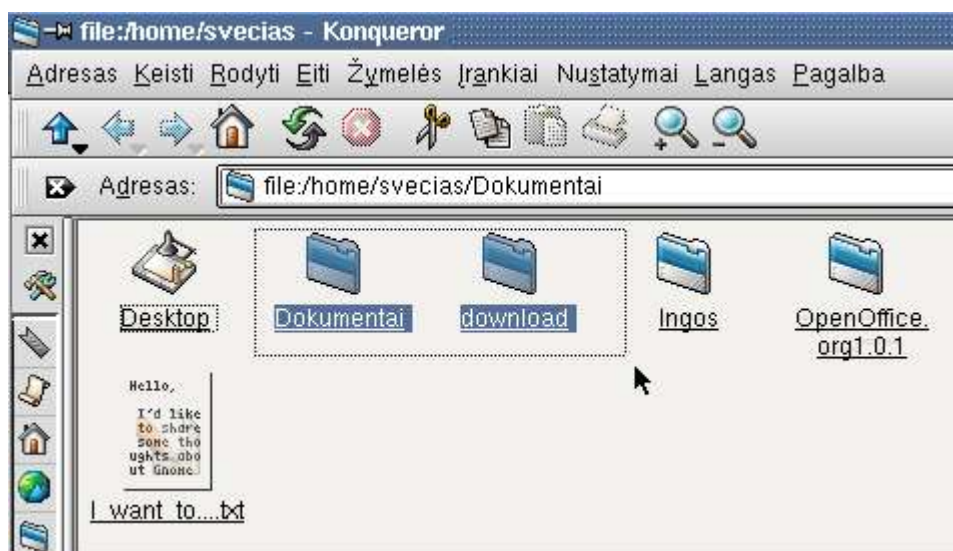 file:/home/svecias - Konqueror
Adresas Keisti Rodyti Eiti Žymelės Įrankiai Nustatymai Langas Pagalba
Adresas: file:/home/svecias/Dokumentai
Desktop Dokumentai download Ingos OpenOffice.
org1.0.1
Hello,
I'd like
to share
some tho
ughts abo
ut Gnome
I want to....txt